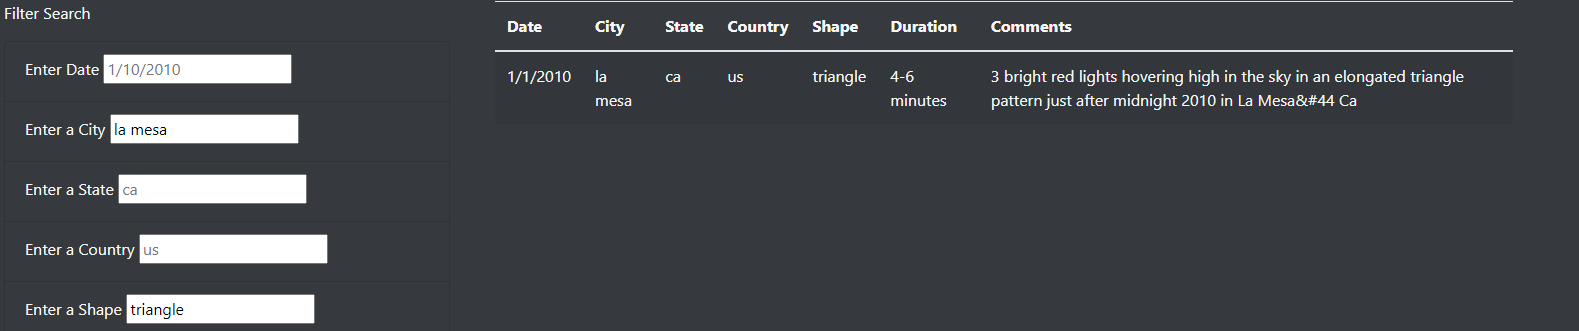 Filter Search
Enter Date 1/10/2010
Enter a City la mesa
Enter a State ca
Enter a Country us
Enter a Shape triangle
Date City State Country Shape Duration Comments
1/1/2010 la ca us triangle 4-6 3 bright red lights hovering high in the sky in an elongated triangle
mesa minutes pattern just after midnight 2010 in La Mesa&#44 Ca